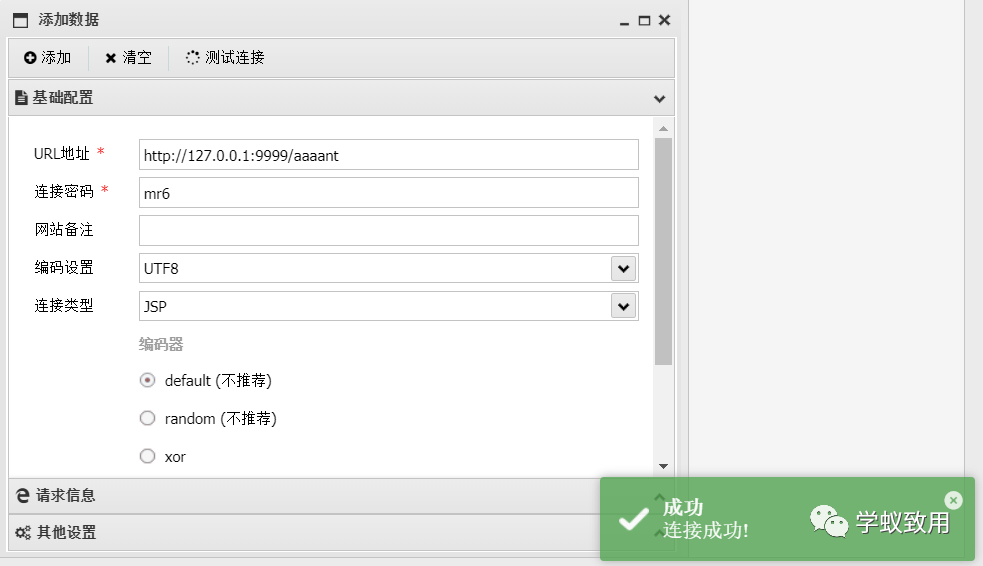 添加数据
添加 清空 测试连接
基础配置
URL地址 * http://127.0.0.1:9999/aaaant
连接密码 * mr6
网站备注
编码设置 UTF8
连接类型 JSP
编码器
default (不推荐)
random (不推荐)
xor
请求信息
其他设置
成功
连接成功!
学蚁致用